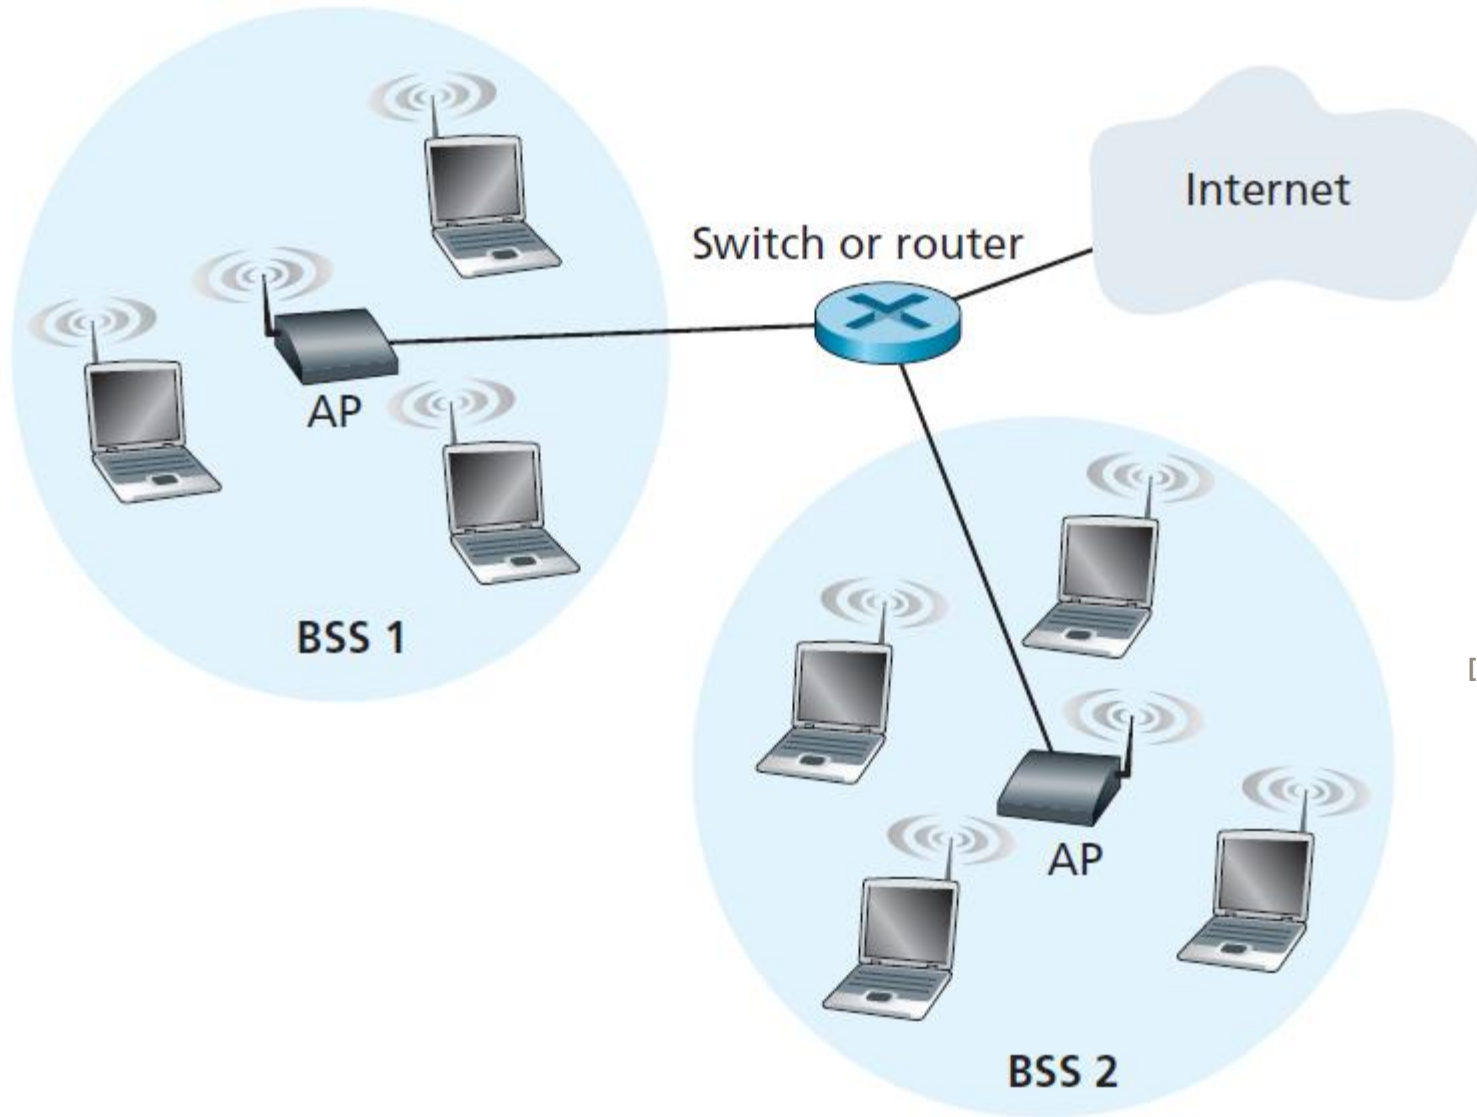 Internet
Switch or router
AP
BSS 1
AP
BSS 2
[